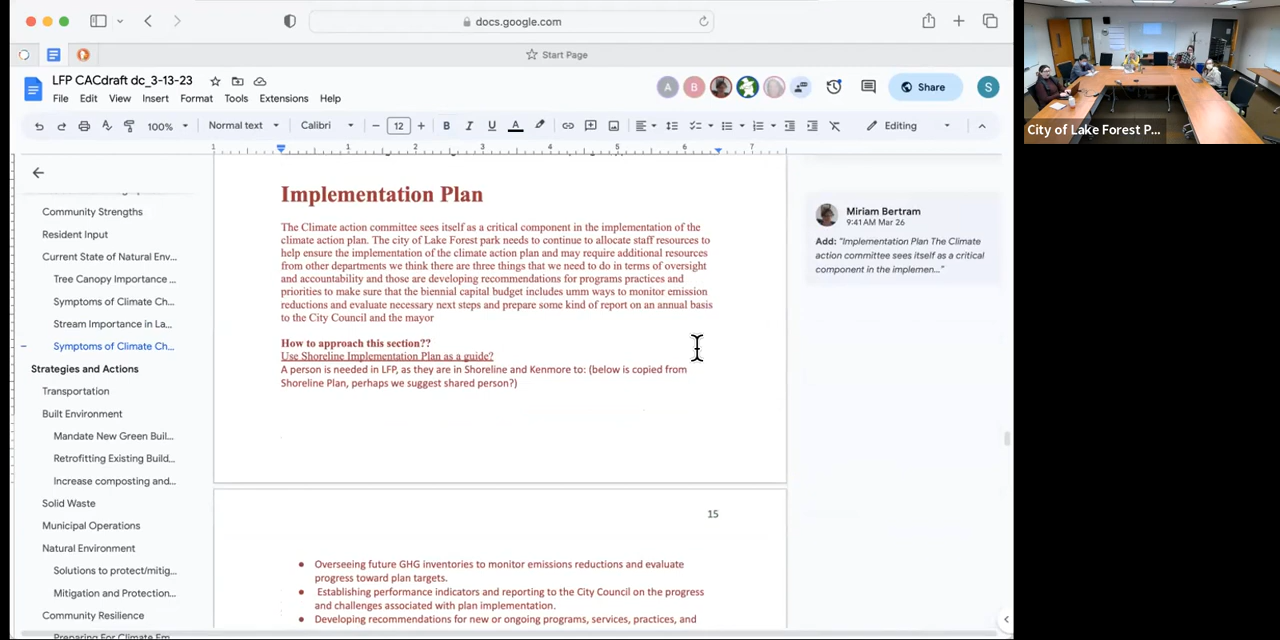 docs.google.com
Start Page
LFP CACdraft dc_3-13-23
File Edit View Insert Format Tools Extensions Help
A B Share S
100% Normal text Calibri 12 B I U A Editing
1 1 2 3 4 5 6 7
Community Strengths
Resident Input
Current State of Natural Env...
Tree Canopy Importance ...
Symptoms of Climate Ch...
Stream Importance in La...
Symptoms of Climate Ch...
Strategies and Actions
Transportation
Built Environment
Mandate New Green Buil...
Retrofitting Existing Build...
Increase composting and...
Solid Waste
Municipal Operations
Natural Environment
Solutions to protect/mitig...
Mitigation and Protection...
Community Resilience
Preparing For Climate Em...
Implementation Plan
The Climate action committee sees itself as a critical component in the implementation of the
climate action plan. The city of Lake Forest park needs to continue to allocate staff resources to
help ensure the implementation of the climate action plan and may require additional resources
from other departments we think there are three things that we need to do in terms of oversight
and accountability and those are developing recommendations for programs practices and
priorities to make sure that the biennial capital budget includes umm ways to monitor emission
reductions and evaluate necessary next steps and prepare some kind of report on an annual basis
to the City Council and the mayor
How to approach this section??
Use Shoreline Implementation Plan as a guide?
A person is needed in LFP, as they are in Shoreline and Kenmore to: (below is copied from
Shoreline Plan, perhaps we suggest shared person?)
15
● Overseeing future GHG inventories to monitor emissions reductions and evaluate
progress toward plan targets.
● Establishing performance indicators and reporting to the City Council on the progress
and challenges associated with plan implementation.
● Developing recommendations for new or ongoing programs, services, practices, and
Miriam Bertram
9:41 AM Mar 26
Add: "Implementation Plan The Climate
action committee sees itself as a critical
component in the implemen..."
City of Lake Forest P...